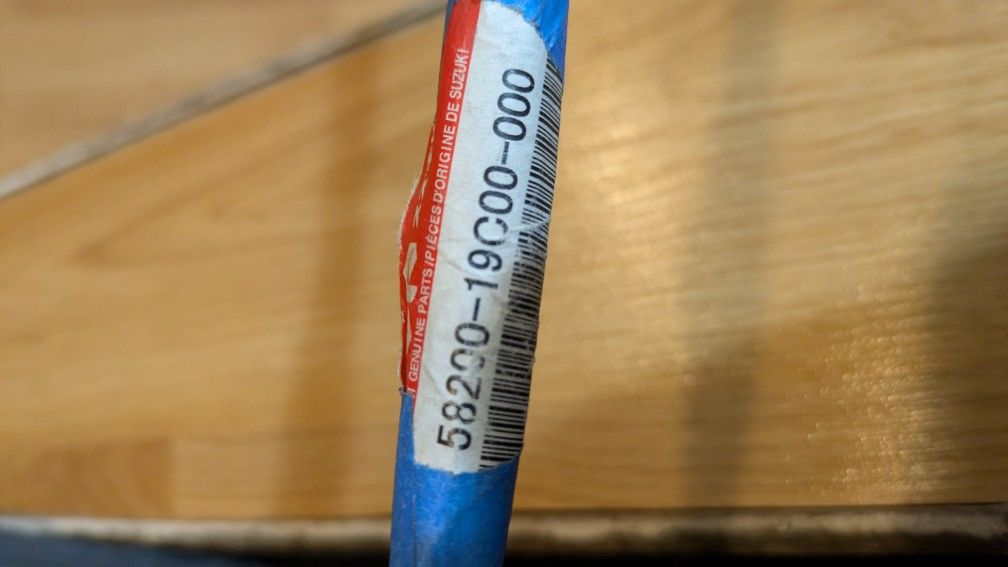 GENUINE PARTS/PIÈCES D'ORIGINE DE SUZUKI
58200-19C00-000